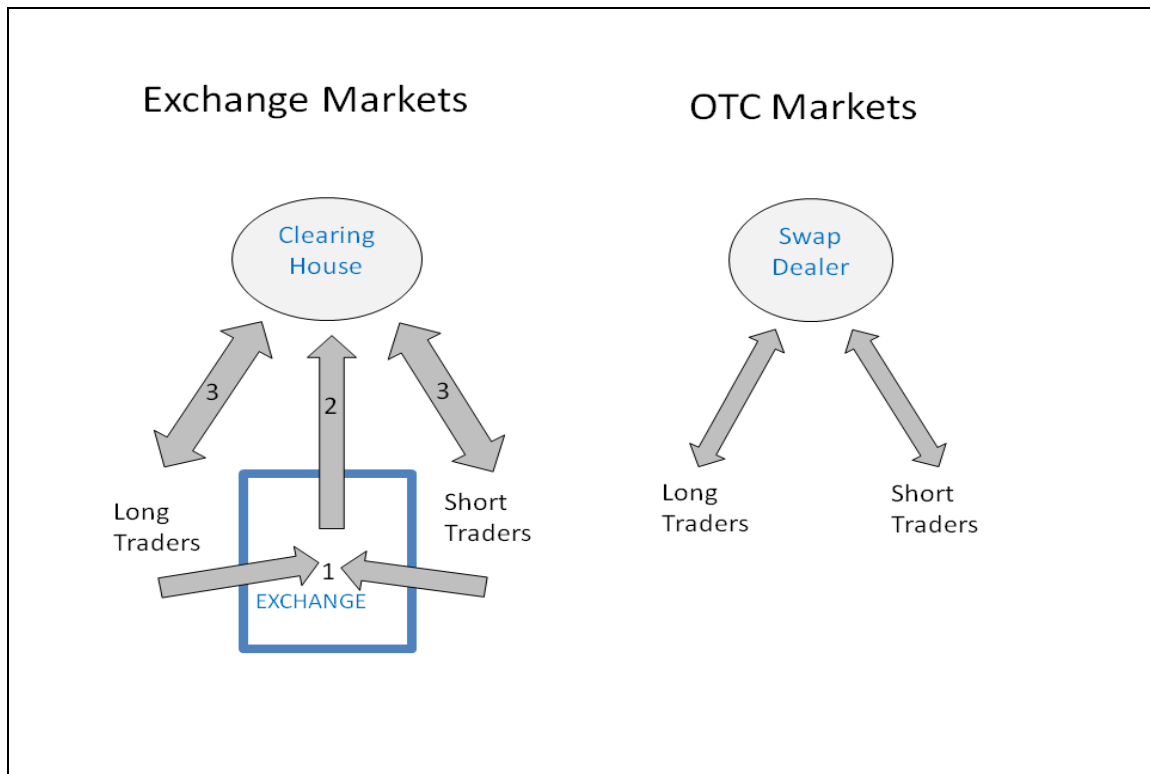 Exchange Markets
Clearing
House
3
2
3
Long
Traders
Short
Traders
1
EXCHANGE
OTC Markets
Swap
Dealer
Long
Traders
Short
Traders